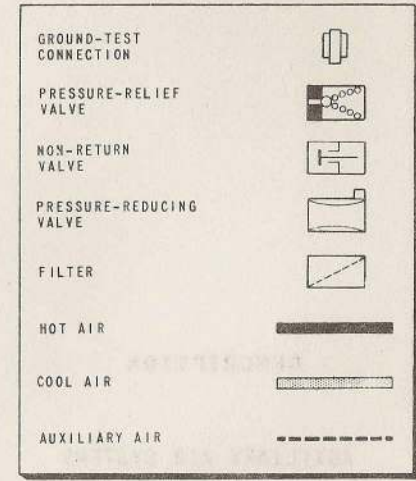 GROUND-TEST
CONNECTION
PRESSURE-RELIEF
VALVE
NON-RETURN
VALVE
PRESSURE-REDUCING
VALVE
FILTER
HOT AIR
COOL AIR
AUXILIARY AIR